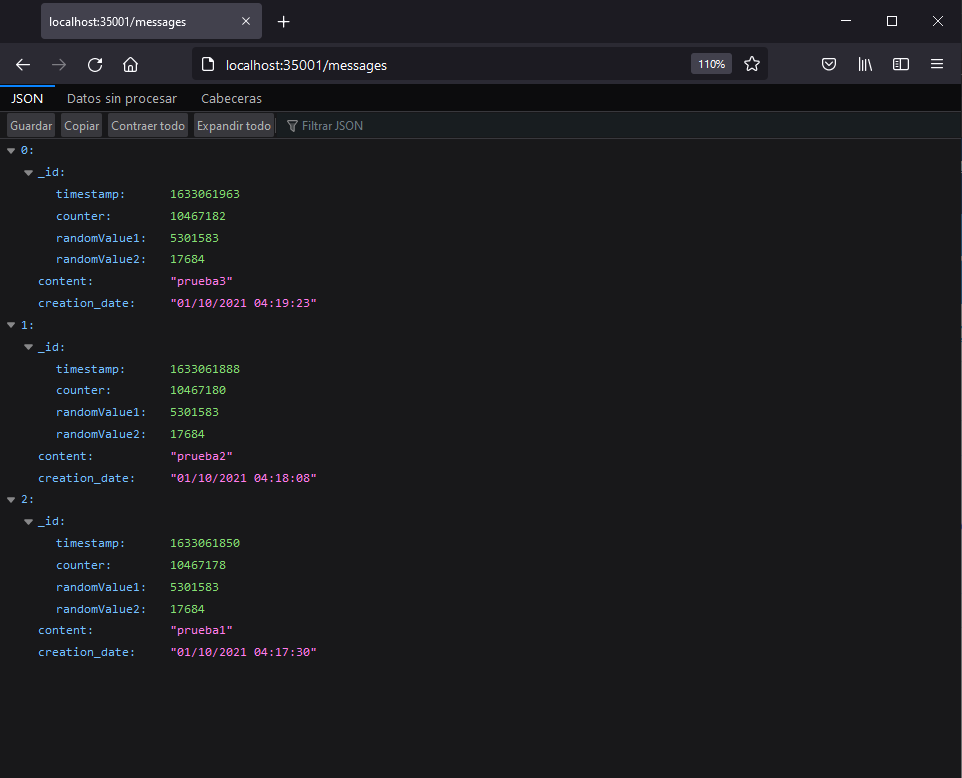 localhost:35001/messages
localhost:35001/messages 110%
JSON Datos sin procesar Cabeceras
Guardar Copiar Contraer todo Expandir todo Filtrar JSON
0:
_id:
timestamp: 1633061963
counter: 10467182
randomValue1: 5301583
randomValue2: 17684
content: "prueba3"
creation_date: "01/10/2021 04:19:23"
1:
_id:
timestamp: 1633061888
counter: 10467180
randomValue1: 5301583
randomValue2: 17684
content: "prueba2"
creation_date: "01/10/2021 04:18:08"
2:
_id:
timestamp: 1633061850
counter: 10467178
randomValue1: 5301583
randomValue2: 17684
content: "prueba1"
creation_date: "01/10/2021 04:17:30"